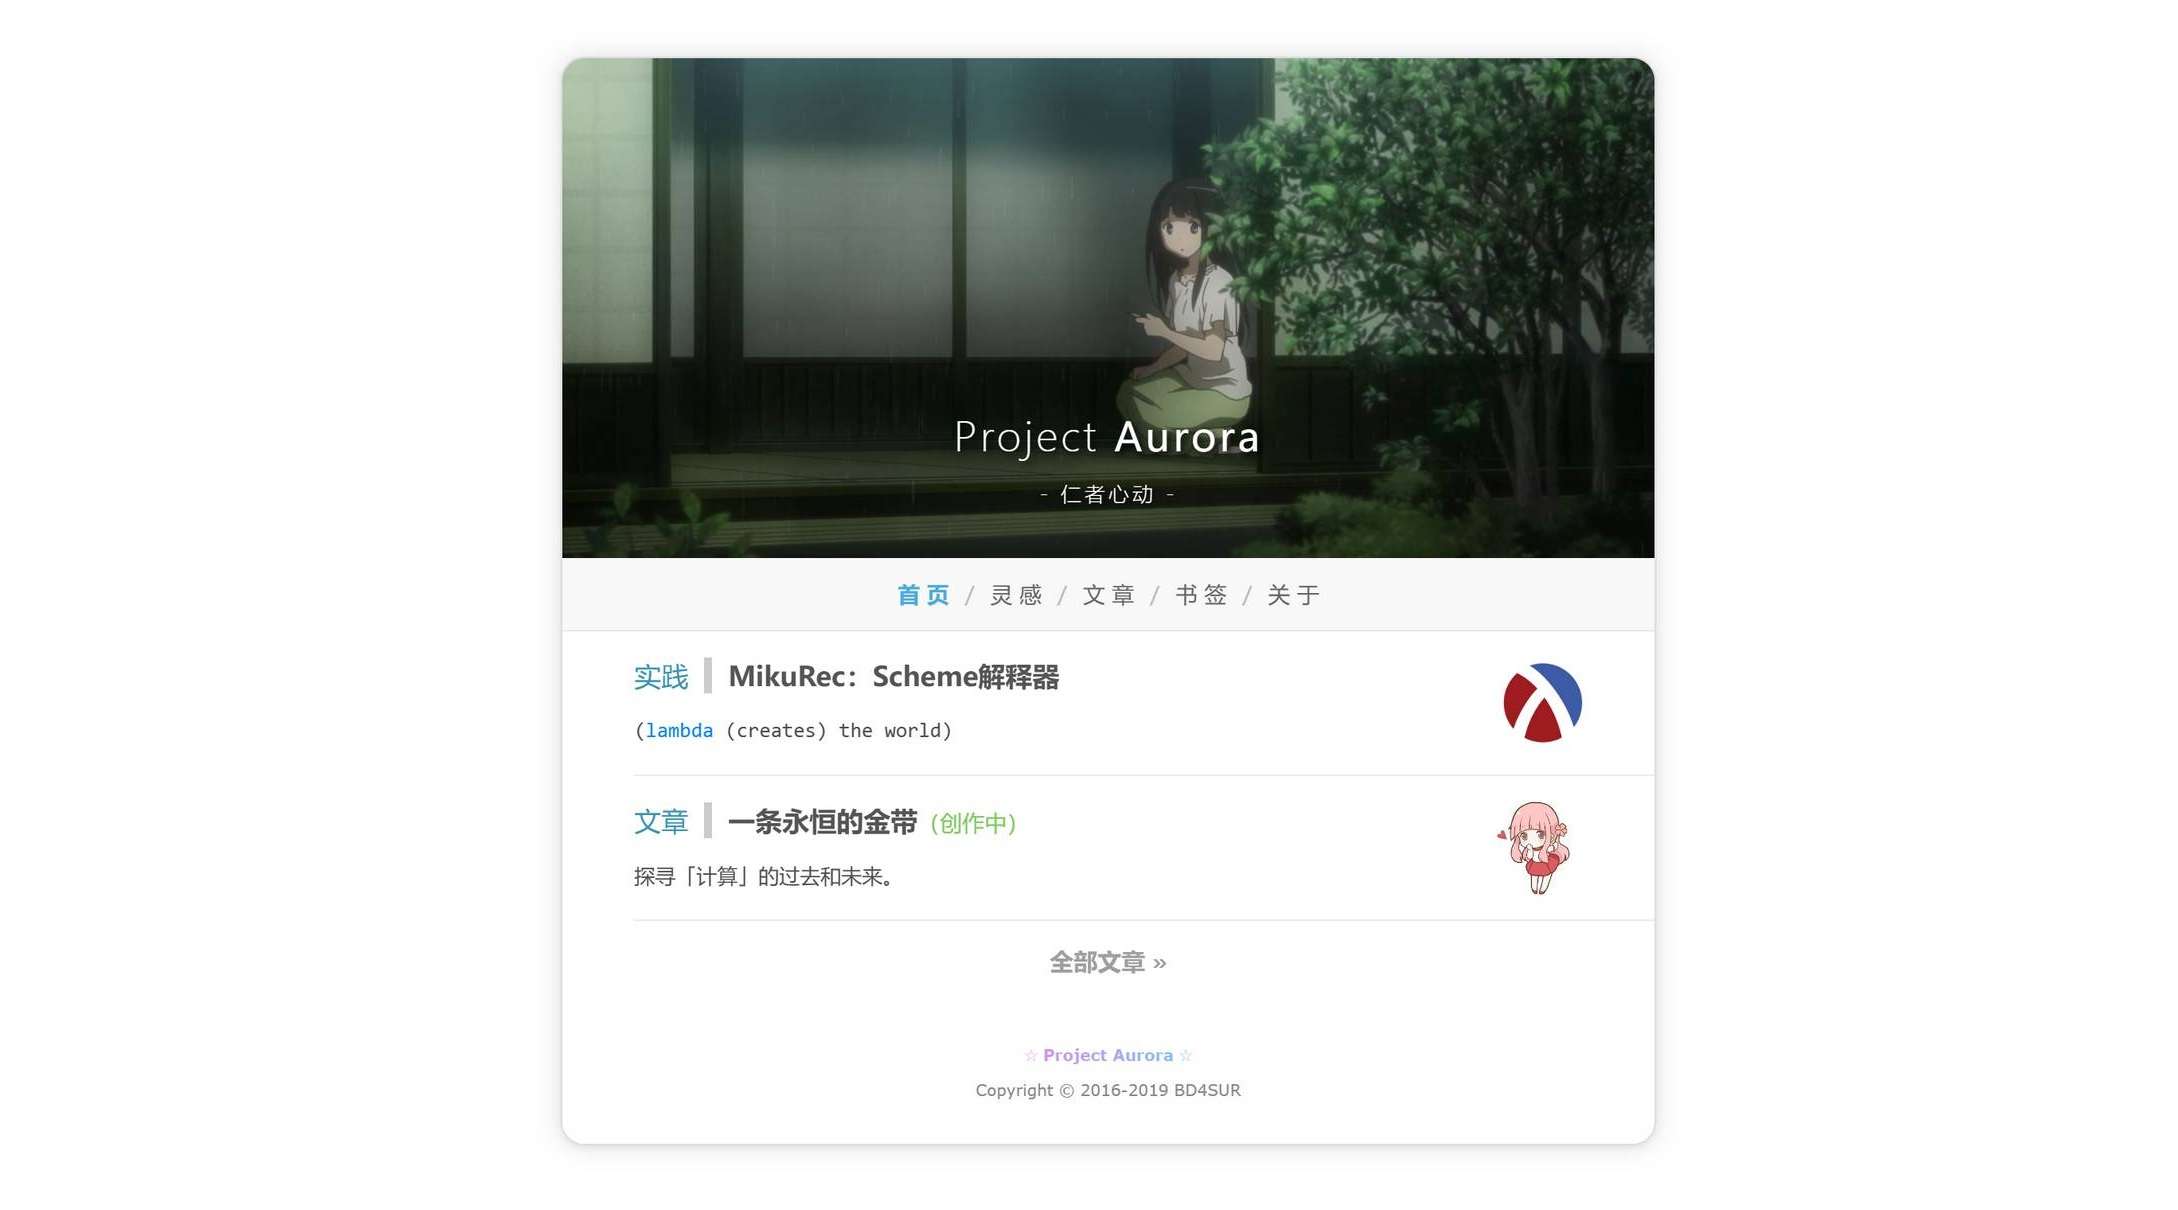 Project Aurora
- 仁者心动 -
首页 / 灵感 / 文章 / 书签 / 关于
实践 MikuRec：Scheme解释器
(lambda (creates) the world)
文章 一条永恒的金带（创作中）
探寻「计算」的过去和未来。
全部文章 »
☆ Project Aurora ☆
Copyright © 2016-2019 BD4SUR